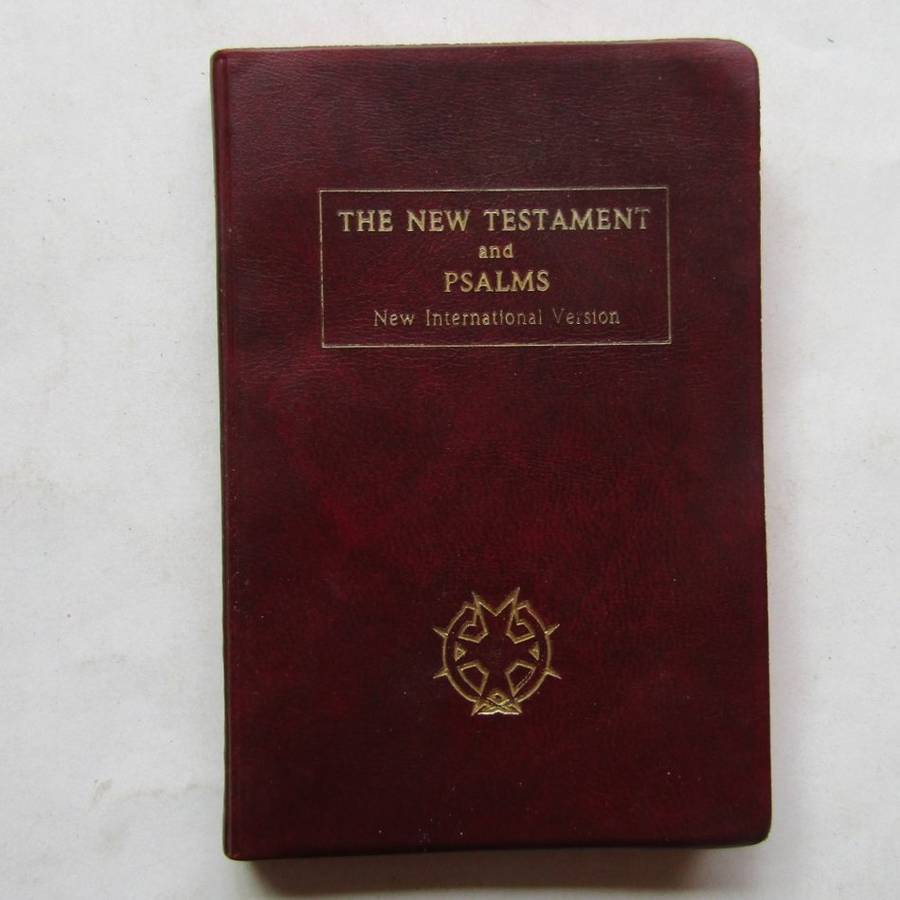 THE NEW TESTAMENT
and
PSALMS
New International Version